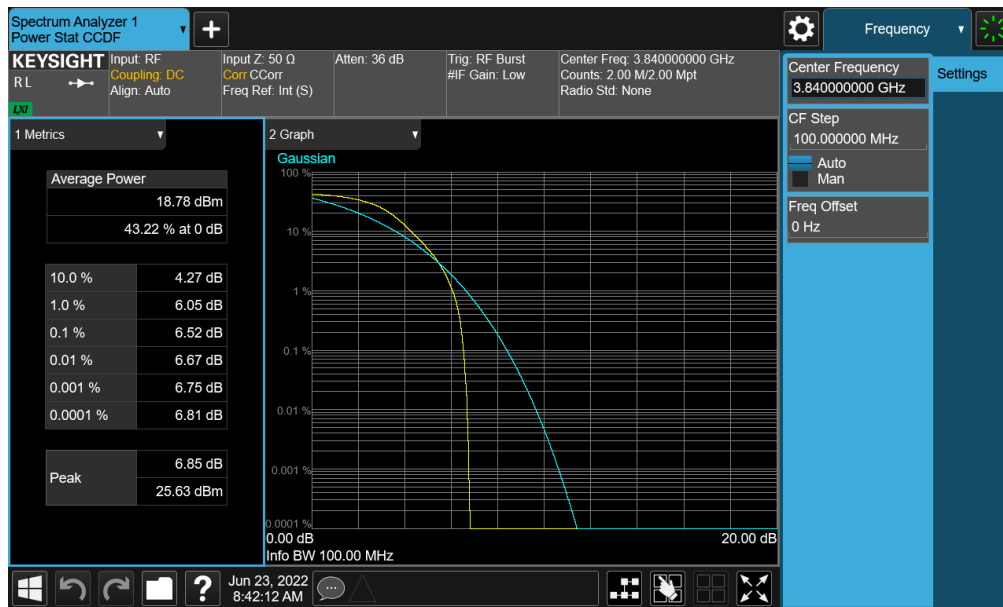 Spectrum Analyzer 1
Power Stat CCDF
Frequency
KEYSIGHT
RL
LXI
Input: RF
Coupling: DC
Align: Auto
Input Z: 50 Ω
Corr CCorr
Freq Ref: Int (S)
Atten: 36 dB
Trig: RF Burst
#IF Gain: Low
Center Freq: 3.840000000 GHz
Counts: 2.00 M/2.00 Mpt
Radio Std: None
Center Frequency
3.840000000 GHz
Settings
CF Step
100.000000 MHz
Auto
Man
Freq Offset
0 Hz
1 Metrics
Average Power
18.78 dBm
43.22 % at 0 dB
10.0 % 4.27 dB
1.0 % 6.05 dB
0.1 % 6.52 dB
0.01 % 6.67 dB
0.001 % 6.75 dB
0.0001 % 6.81 dB
Peak 6.85 dB
25.63 dBm
2 Graph
Gaussian
100 %
10 %
1 %
0.1 %
0.01 %
0.001 %
0.0001 %
0.00 dB 20.00 dB
Info BW 100.00 MHz
?
Jun 23, 2022
8:42:12 AM